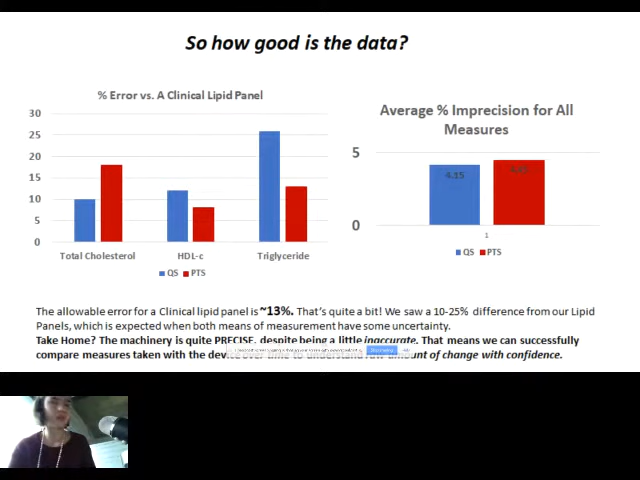 So how good is the data?
% Error vs. A Clinical Lipid Panel
30
25
20
15
10
5
0
Total Cholesterol
HDL-c
Triglyceride
QS PTS
Average % Imprecision for All
Measures
5
0
4.15
1
QS PTS
The allowable error for a Clinical lipid panel is ~13%. That's quite a bit! We saw a 10-25% difference from our Lipid
Panels, which is expected when both means of measurement have some uncertainty.
Take Home? The machinery is quite PRECISE, despite being a little inaccurate. That means we can successfully
compare measures taken with the device over time to understand amount of change with confidence.